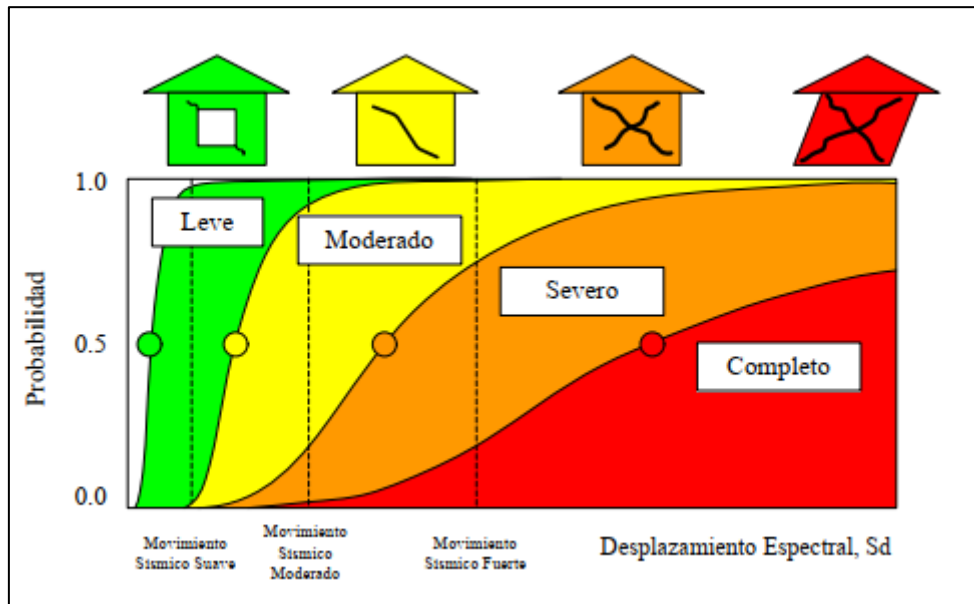 1.0
Leve
Moderado
Severo
0.5
Completo
Probabilidad
0.0
Movimiento
Sísmico Suave
Movimiento
Sísmico
Moderado
Movimiento
Sísmico Fuerte
Desplazamiento Espectral, Sd